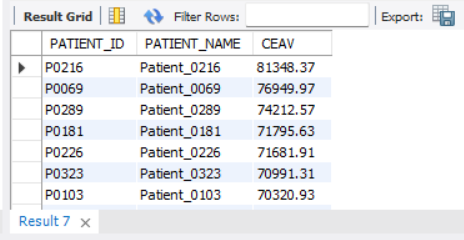 Result Grid Filter Rows: Export:
PATIENT_ID PATIENT_NAME CEAV
P0216 Patient_0216 81348.37
P0069 Patient_0069 76949.97
P0289 Patient_0289 74212.57
P0181 Patient_0181 71795.63
P0226 Patient_0226 71681.91
P0323 Patient_0323 70991.31
P0103 Patient_0103 70320.93
Result 7 ×